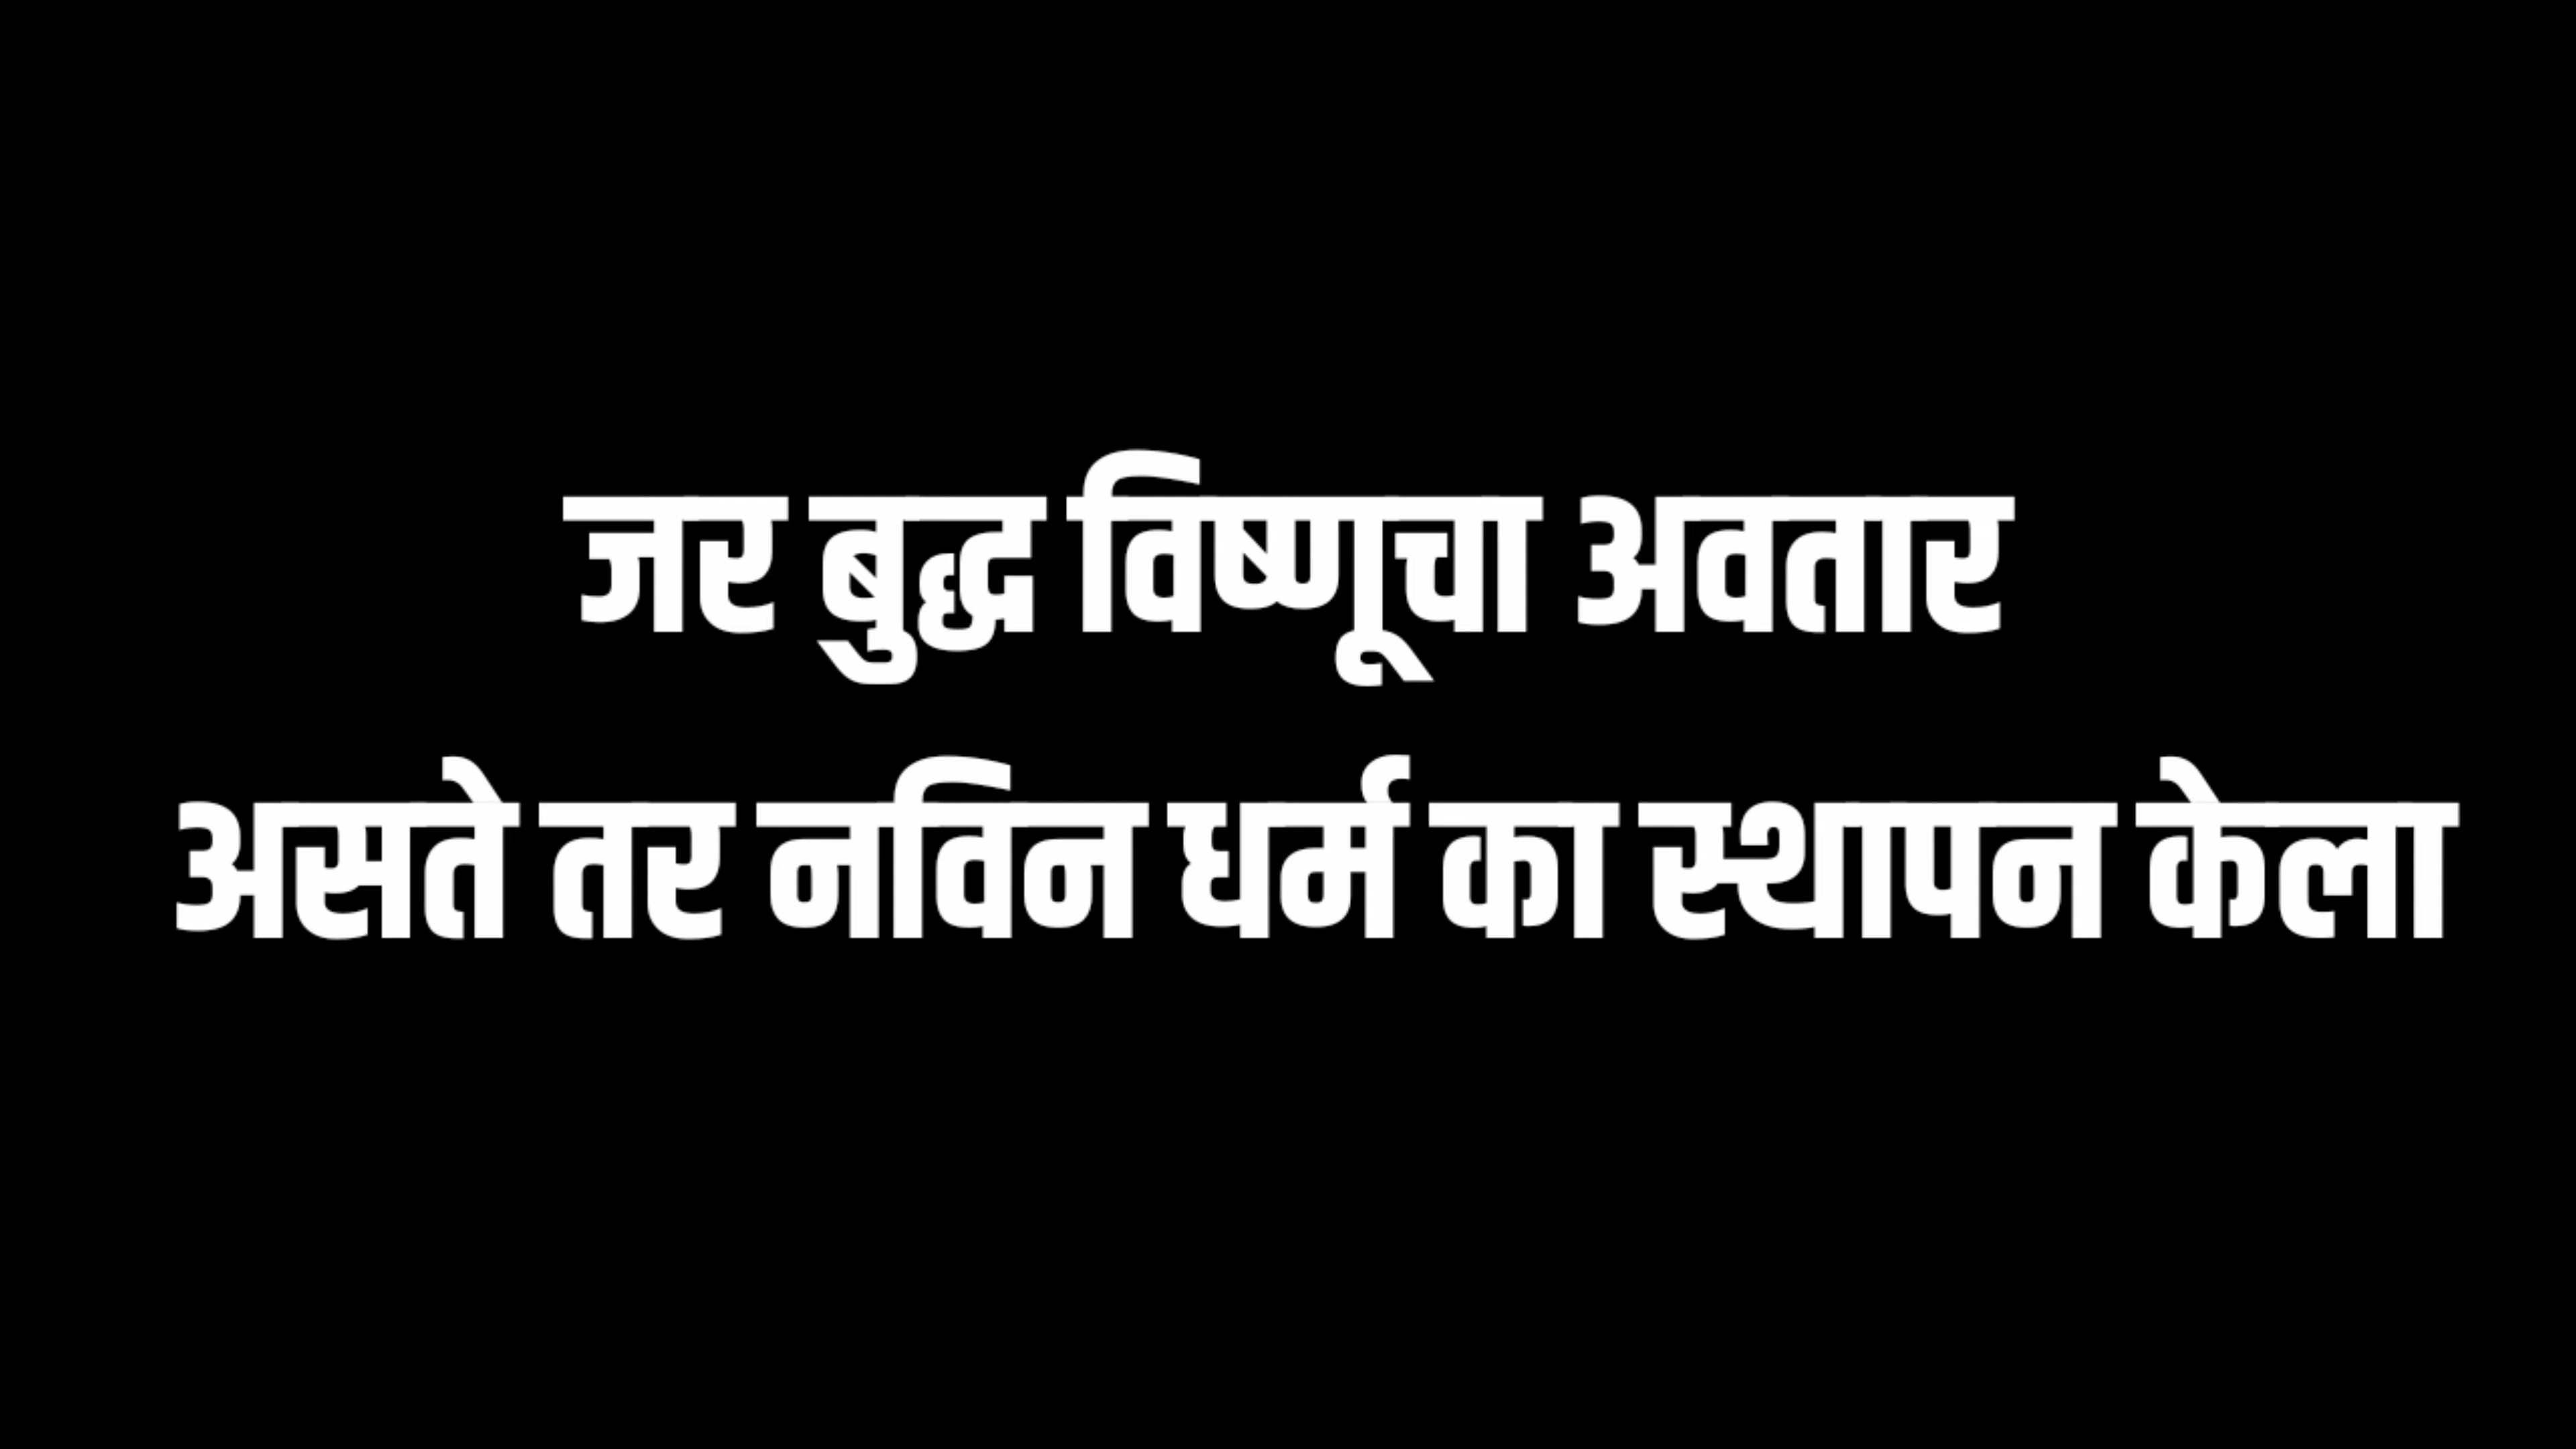 जर बुद्ध विष्णूचा अवतार
असते तर नविन धर्म का स्थापन केला